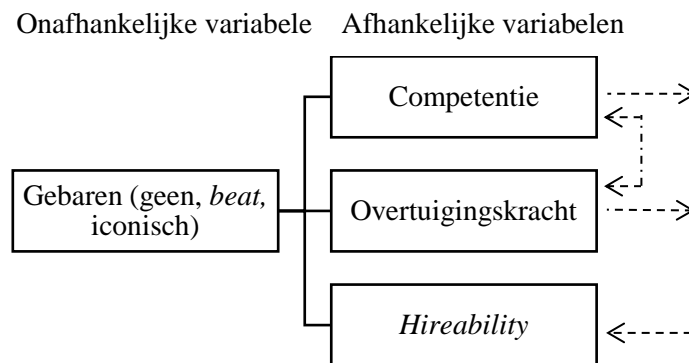 Onafhankelijke variabele
Afhankelijke variabelen
Competentie
Gebaren (geen, beat,
iconisch)
Overtuigingskracht
Hireability